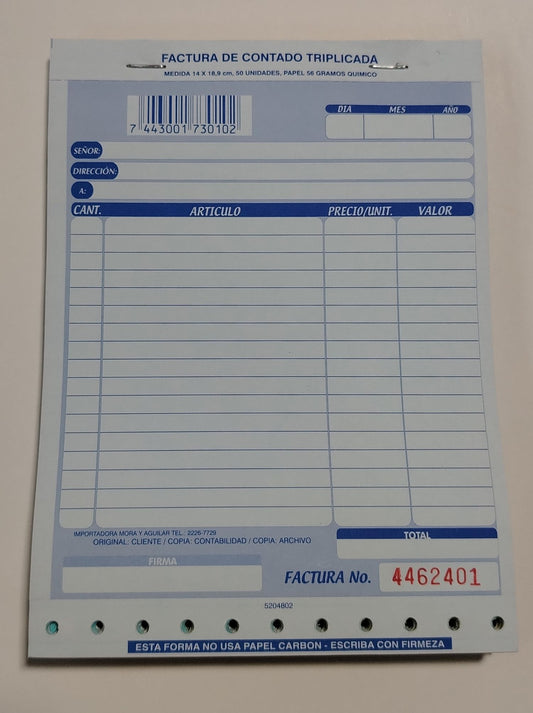 FACTURA DE CONTADO TRIPLICADA
MEDIDA 14 X 18,9 cm, 50 UNIDADES, PAPEL 56 GRAMOS QUIMICO
7 443001 730102
DIA MES AÑO
SEÑOR:
DIRECCIÓN:
A:
CANT. ARTICULO PRECIO/UNIT. VALOR
IMPORTADORA MORA Y AGUILAR TEL.: 2226-7729
ORIGINAL: CLIENTE / COPIA: CONTABILIDAD / COPIA: ARCHIVO
TOTAL
FIRMA
FACTURA No. 4462401
5204802
ESTA FORMA NO USA PAPEL CARBON - ESCRIBA CON FIRMEZA